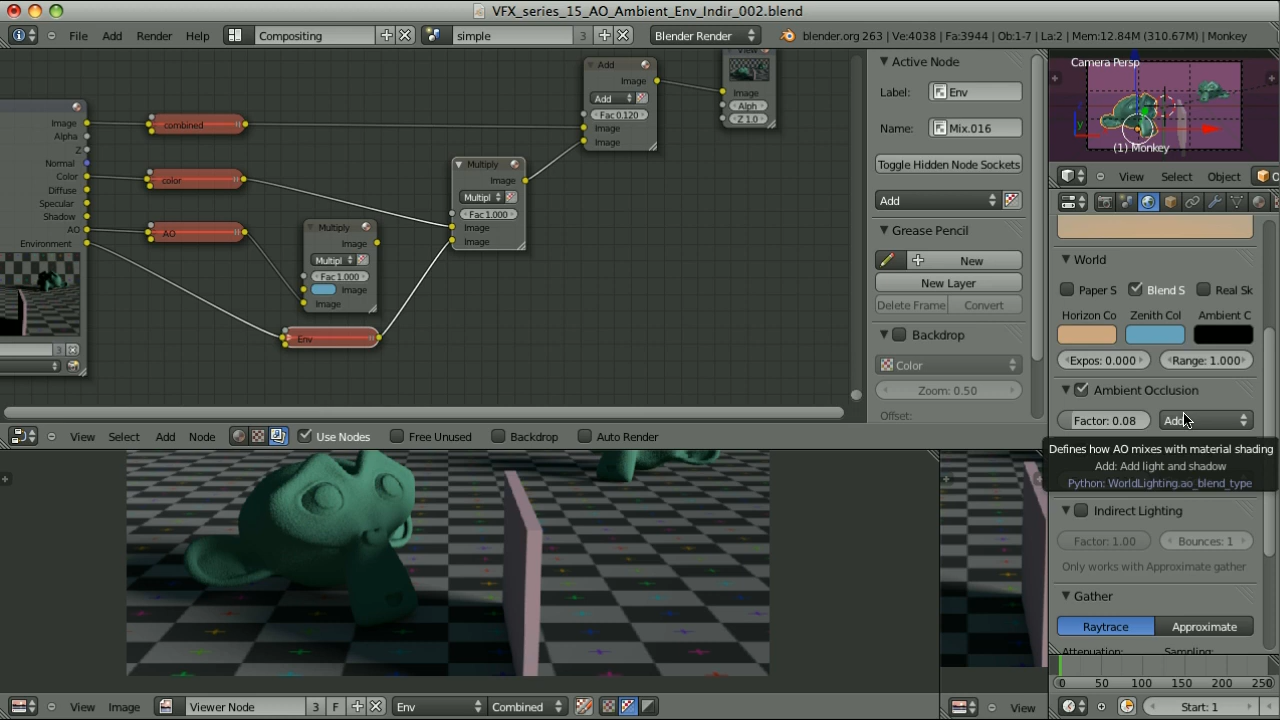 VFX_series_15_AO_Ambient_Env_Indir_002.blend
File Add Render Help Compositing simple 3 Blender Render blender.org 263 | Ve:4038 | Fa:3944 | Ob:1-7 | La:2 | Mem:12.84M (310.67M) | Monkey
Image
Alpha
Z
Normal
Color
Diffuse
Specular
Shadow
AO
Environment
3
combined
color
AO
Multiply
Image
Multipl
Fac 1.000
Image
Image
Env
Multiply
Image
Multipl
Fac 1.000
Image
Image
Add
Image
Add
Fac 0.120
Image
Image
View
Image
Alph
Z 1.0
Active Node
Label: Env
Name: Mix.016
Toggle Hidden Node Sockets
Add
Grease Pencil
New
New Layer
Delete Frame Convert
Backdrop
Color
Zoom: 0.50
Offset:
Camera Persp
(1) Monkey
View Select Object O
World
Paper S Blend S Real Sk
Horizon Co Zenith Col Ambient C
Expos: 0.000 Range: 1.000
Ambient Occlusion
Factor: 0.08 Add
Defines how AO mixes with material shading
Add: Add light and shadow
Python: WorldLighting.ao_blend_type
Indirect Lighting
Factor: 1.00 Bounces: 1
Only works with Approximate gather
Gather
Raytrace Approximate
Attenuation: Sampling:
View Select Add Node Use Nodes Free Unused Backdrop Auto Render
View Image Viewer Node 3 F Env Combined
View
0 50 100 150 200 250
Start: 1